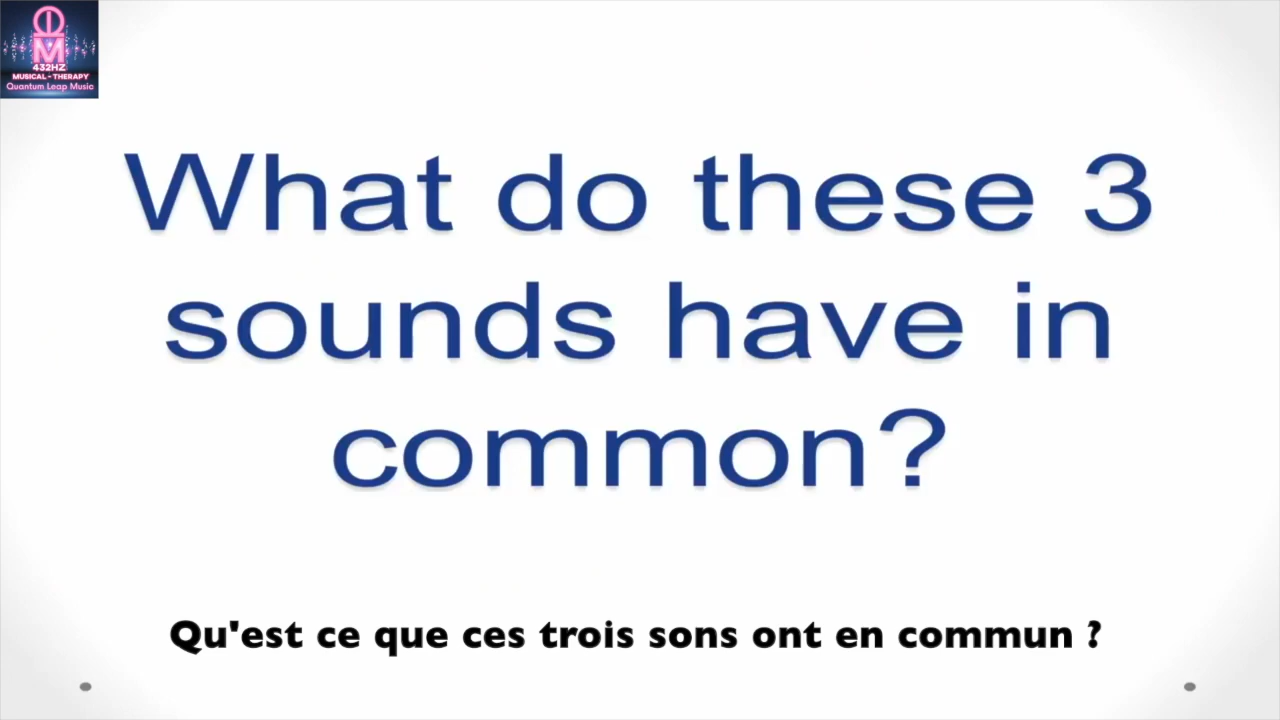 M
432HZ
MUSICAL - THERAPY
Quantum Leap Music
What do these 3
sounds have in
common?
Qu'est ce que ces trois sons ont en commun ?